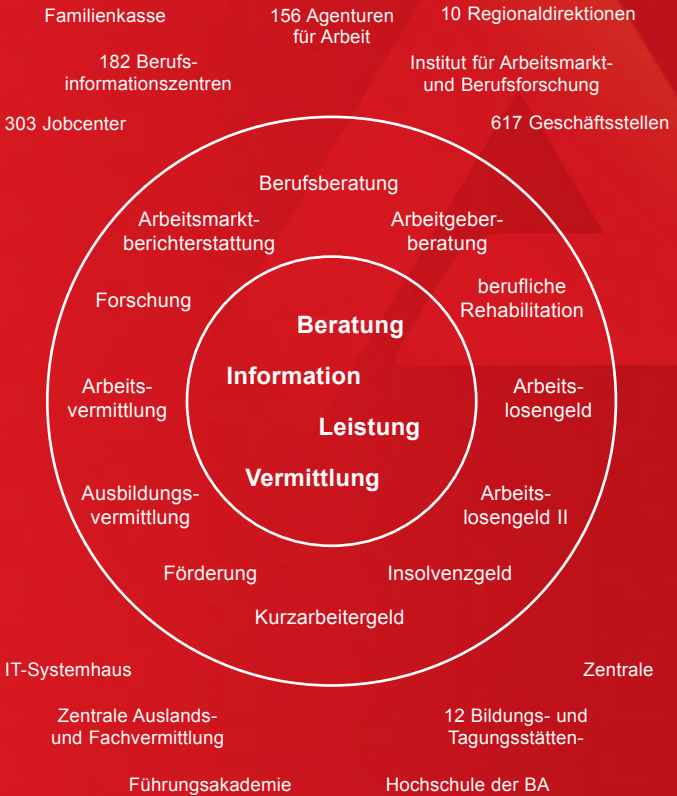 Familienkasse
156 Agenturen
für Arbeit
10 Regionaldirektionen
182 Berufs-
informationszentren
Institut für Arbeitsmarkt-
und Berufsforschung
303 Jobcenter
617 Geschäftsstellen
Berufsberatung
Arbeitsmarkt-
berichterstattung
Arbeitgeber-
beratung
Forschung
berufliche
Rehabilitation
Beratung
Information
Leistung
Vermittlung
Arbeits-
vermittlung
Arbeits-
losengeld
Ausbildungs-
vermittlung
Arbeits-
losengeld II
Förderung
Insolvenzgeld
Kurzarbeitergeld
IT-Systemhaus
Zentrale
Zentrale Auslands-
und Fachvermittlung
12 Bildungs- und
Tagungsstätten-
Führungsakademie
Hochschule der BA